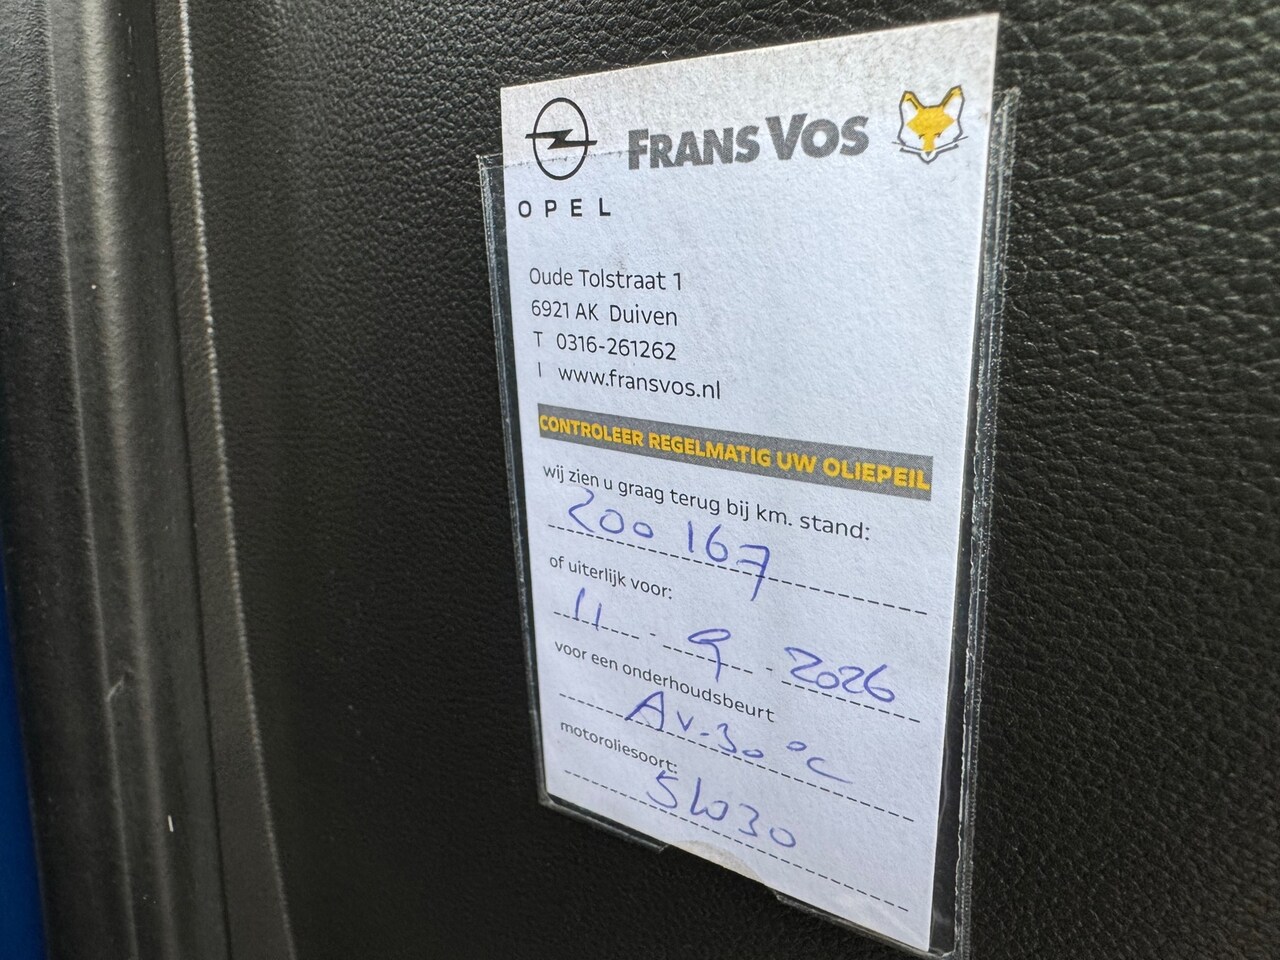 FRANS VOS
OPEL
Oude Tolstraat 1
6921 AK Duiven
T 0316-261262
I www.fransvos.nl
CONTROLEER REGELMATIG UW OLIEPEIL
wij zien u graag terug bij km. stand:
200 167
of uiterlijk voor:
11 - 9 - 2026
voor een onderhoudsbeurt
Av-30 °C
motoroliesoort:
5W30